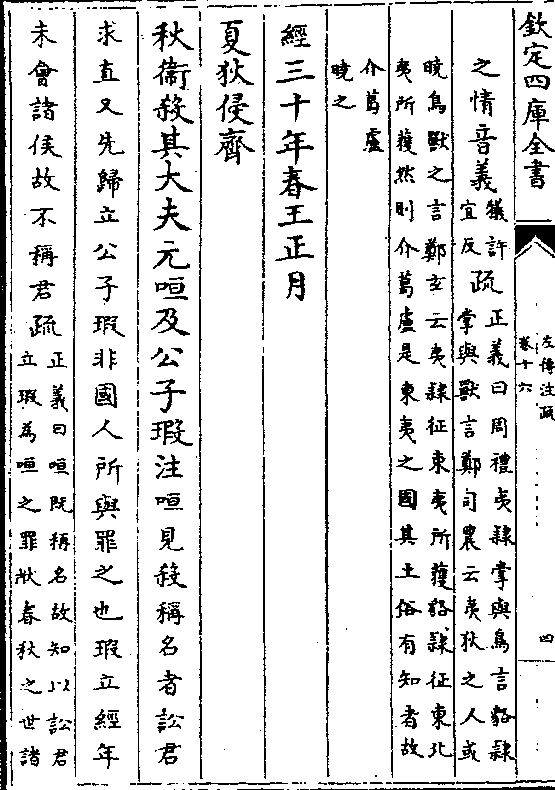 欽定四庫全書
左傳注疏
卷十六
四
之情音義
犧許
宜反
疏
正義曰周禮夷隸掌與鳥言貉隸
掌與獸言鄭司農云夷狄之人或
曉鳥獸之言鄭玄云夷隸征東夷所獲貉隸征東北
夷所獲然則介葛盧是東夷之國其土俗有知者故
介葛盧
曉之
經三十年春王正月
夏狄侵齊
秋衞殺其大夫元咺及公子瑕注咺見殺稱名者訟君
求直又先歸立公子瑕非國人所與罪之也瑕立經年
未會諸侯故不稱君疏
正義曰咺既稱名故知以訟君
立瑕為咺之罪狀春秋之世諸